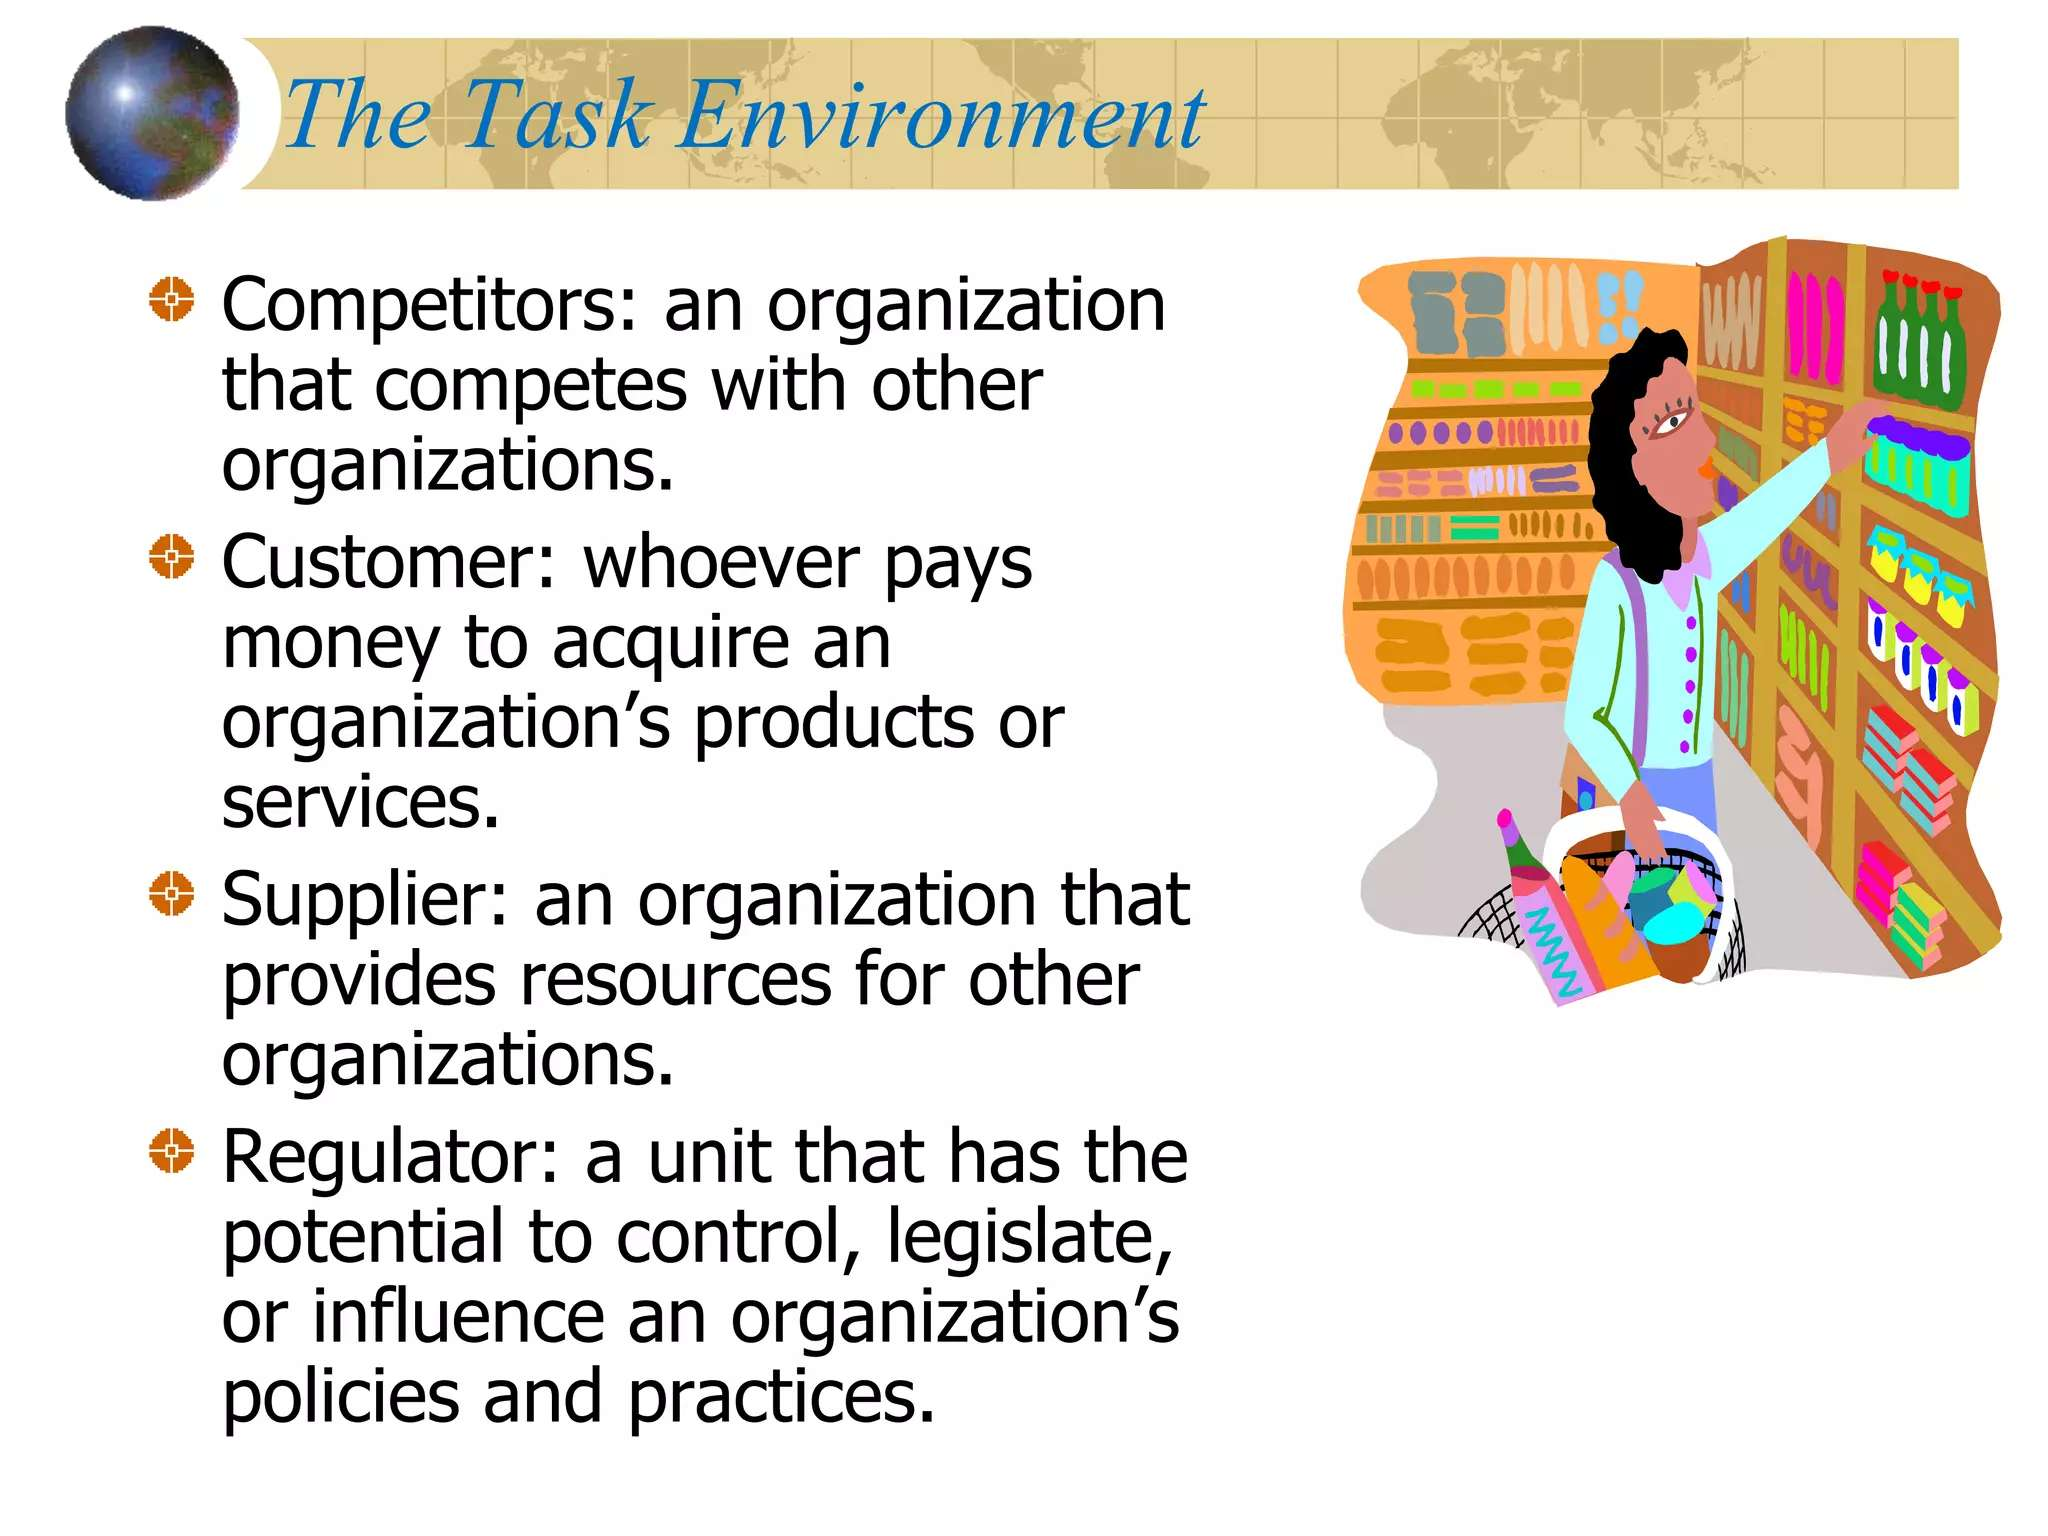 The Task Environment
Competitors: an organization
that competes with other
organizations.
Customer: whoever pays
money to acquire an
organization’s products or
services.
Supplier: an organization that
provides resources for other
organizations.
Regulator: a unit that has the
potential to control, legislate,
or influence an organization’s
policies and practices.